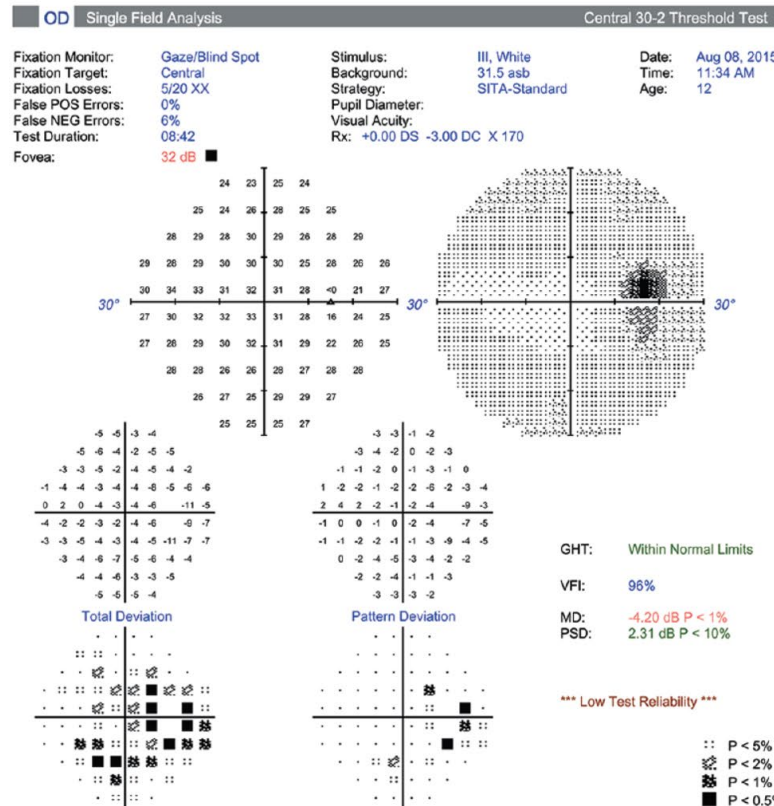 OD Single Field Analysis Central 30-2 Threshold Test
Fixation Monitor: Gaze/Blind Spot Stimulus: III, White Date: Aug 08, 2015
Fixation Target: Central Background: 31.5 asb Time: 11:34 AM
Fixation Losses: 5/20 XX Strategy: SITA-Standard Age: 12
False POS Errors: 0% Pupil Diameter:
False NEG Errors: 6% Visual Acuity:
Test Duration: 08:42 Rx: +0.00 DS -3.00 DC X 170
Fovea: 32 dB
24 23 25 24
25 24 26 28 25 25
28 29 28 30 29 26 28 29
29 28 30 30 30 30 25 28
30 34 33 31 32 31 28 <0 21 27
30° 30° 30°
27 30 32 32 33 31 28 16 24 25
27 28 29 30 32 31 29 22 26 25
28 28 26 28 28 27 28 28
26 27 25 29 29 27
25 25 25 27
-5 -5 -3 -4 -3 -3 -1 -2
-5 -6 -4 -2 -5 -5 -3 -4 -2 0 -2 -2
-3 -3 -5 -2 -4 -5 -4 -2 -1 -1 -2 0 -1 -3 -1 0
-1 -4 -4 -3 -4 -4 -8 -5 -6 -6 1 -2 -2 -1 -2 -2 -6 -2 -3 -4
0 2 0 -4 -3 -4 -6 -11 -5 2 4 2 -1 -2 -4 -9 -3
-4 -2 -2 -3 -2 -4 -6 -9 -7 -1 0 0 -1 0 -2 -4 -7 -5
-3 -3 -5 -4 -2 -4 -5 -11 -7 -7 -1 -1 -2 -2 -1 -3 -9 -4 -5
-3 -4 -6 -7 -5 -6 -4 -4 0 -2 -4 -5 -3 -3 -2 -2
-4 -4 -6 -3 -3 -5 -2 -2 -4 -1 -1 -3
-5 -5 -5 -4 -3 -3 -3 -2
Total Deviation Pattern Deviation
GHT: Within Normal Limits
VFI: 96%
MD: -4.20 dB P < 1%
PSD: 2.31 dB P < 10%
*** Low Test Reliability ***
P < 5%
P < 2%
P < 1%
P < 0.5%